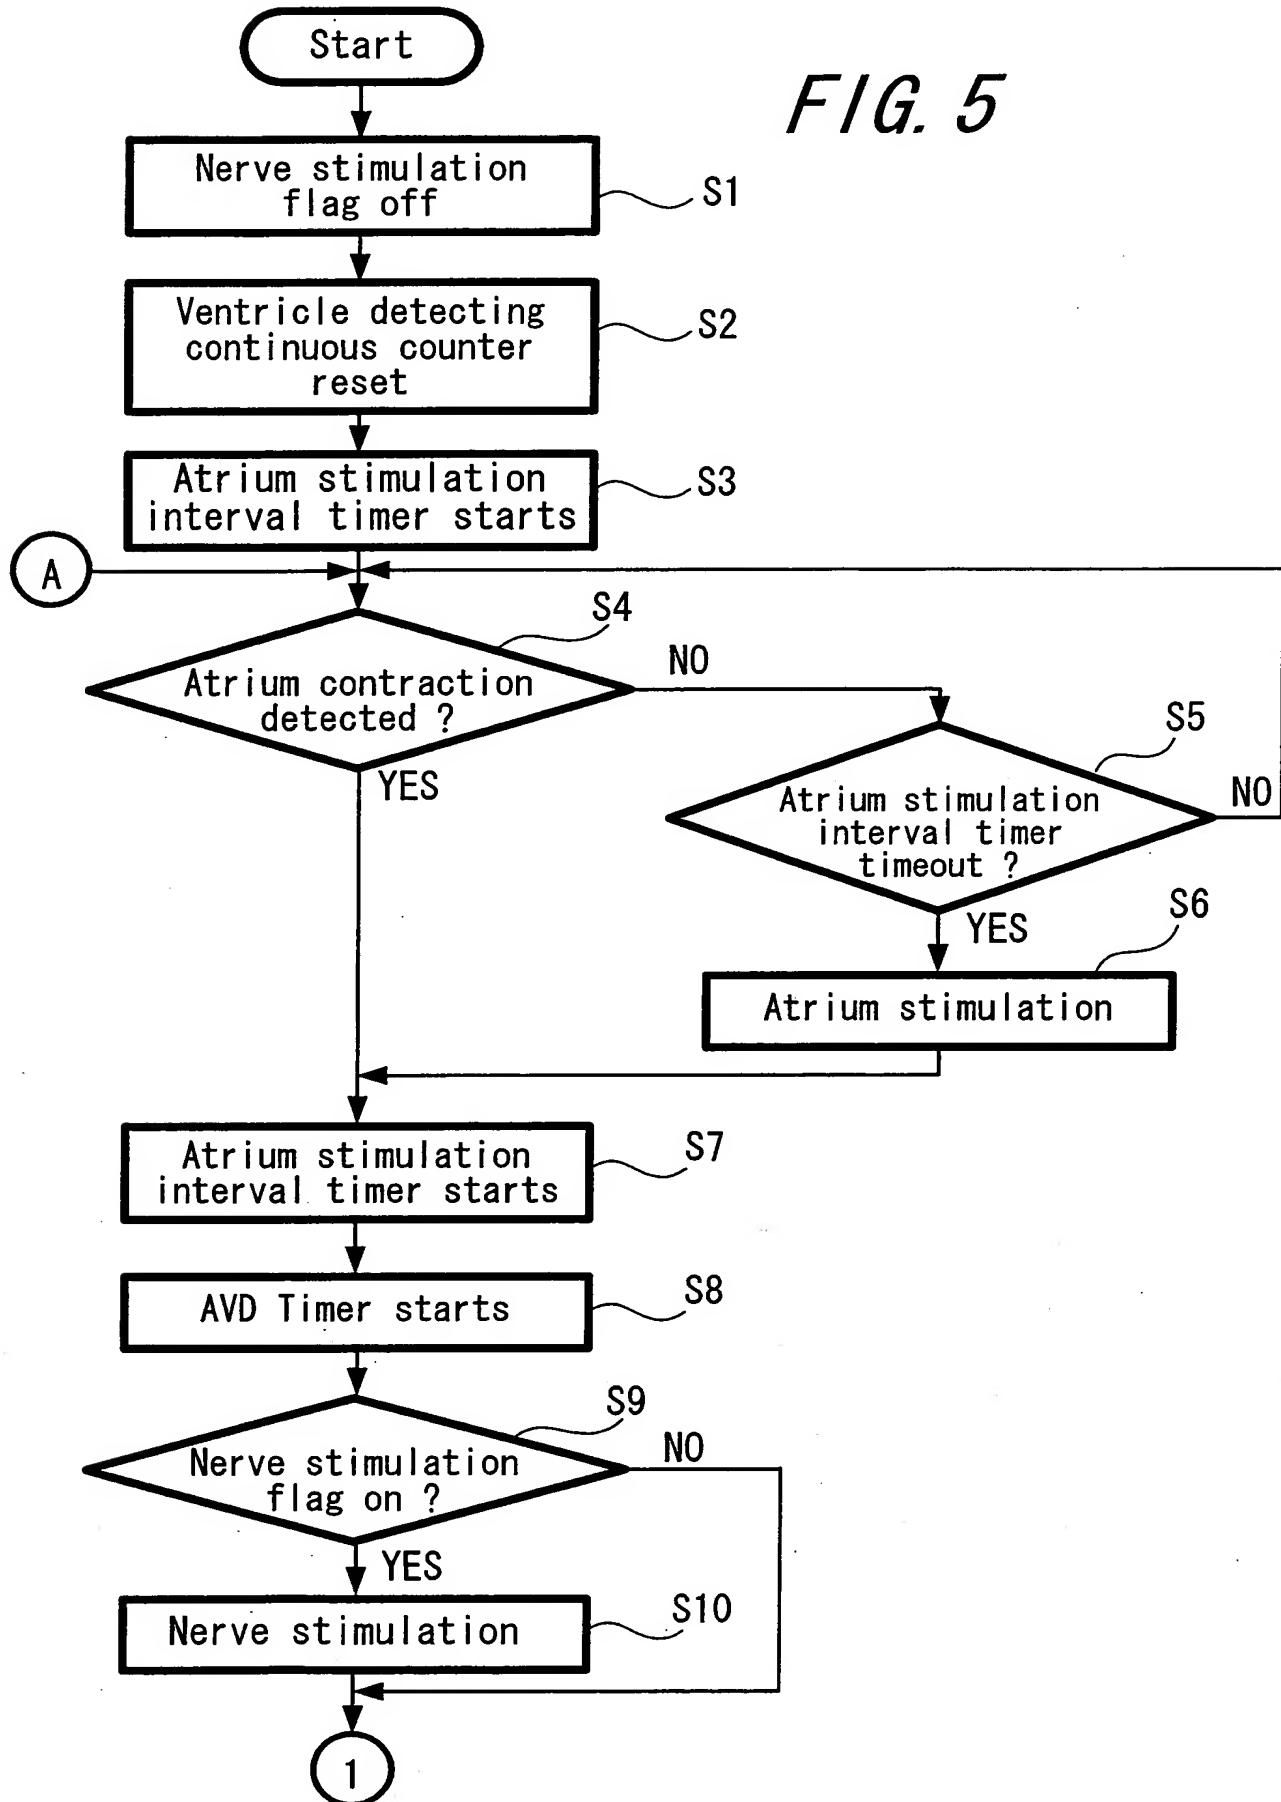 Start
FIG. 5
Nerve stimulation
flag off
S1
Ventricle detecting
continuous counter
reset
S2
Atrium stimulation
interval timer starts
S3
A
S4
Atrium contraction
detected ?
NO
YES
S5
Atrium stimulation
interval timer
timeout ?
NO
YES
S6
Atrium stimulation
Atrium stimulation
interval timer starts
S7
AVD Timer starts
S8
S9
Nerve stimulation
flag on ?
NO
YES
Nerve stimulation
S10
1